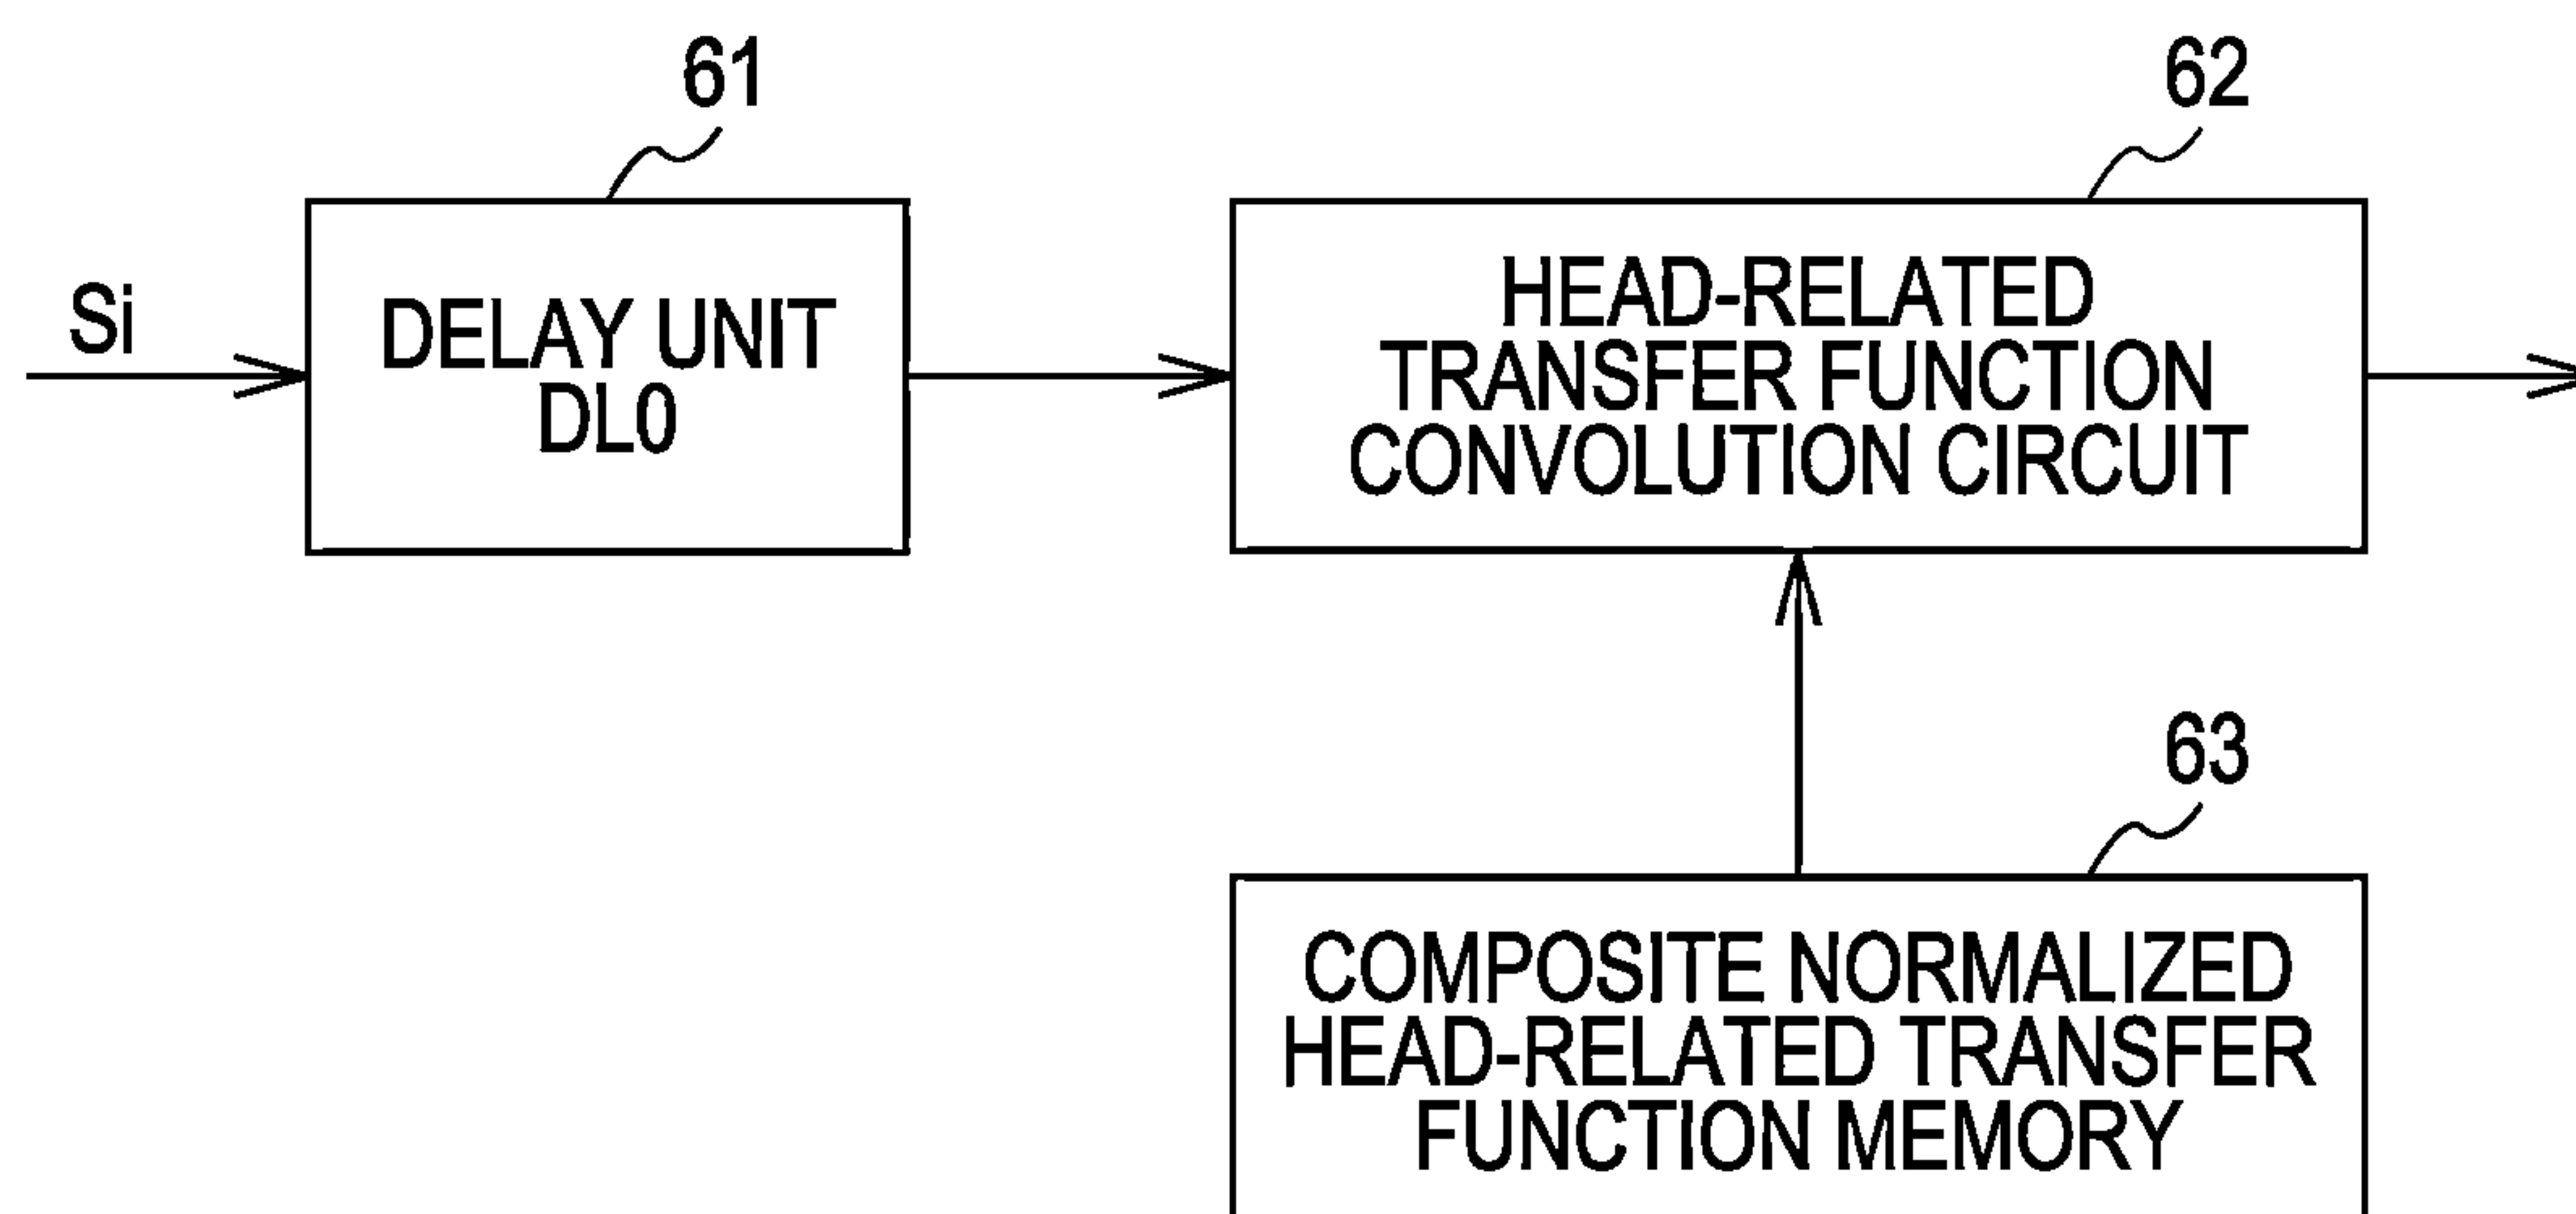 61
62
Si
DELAY UNIT
DL0
HEAD-RELATED
TRANSFER FUNCTION
CONVOLUTION CIRCUIT
63
COMPOSITE NORMALIZED
HEAD-RELATED TRANSFER
FUNCTION MEMORY